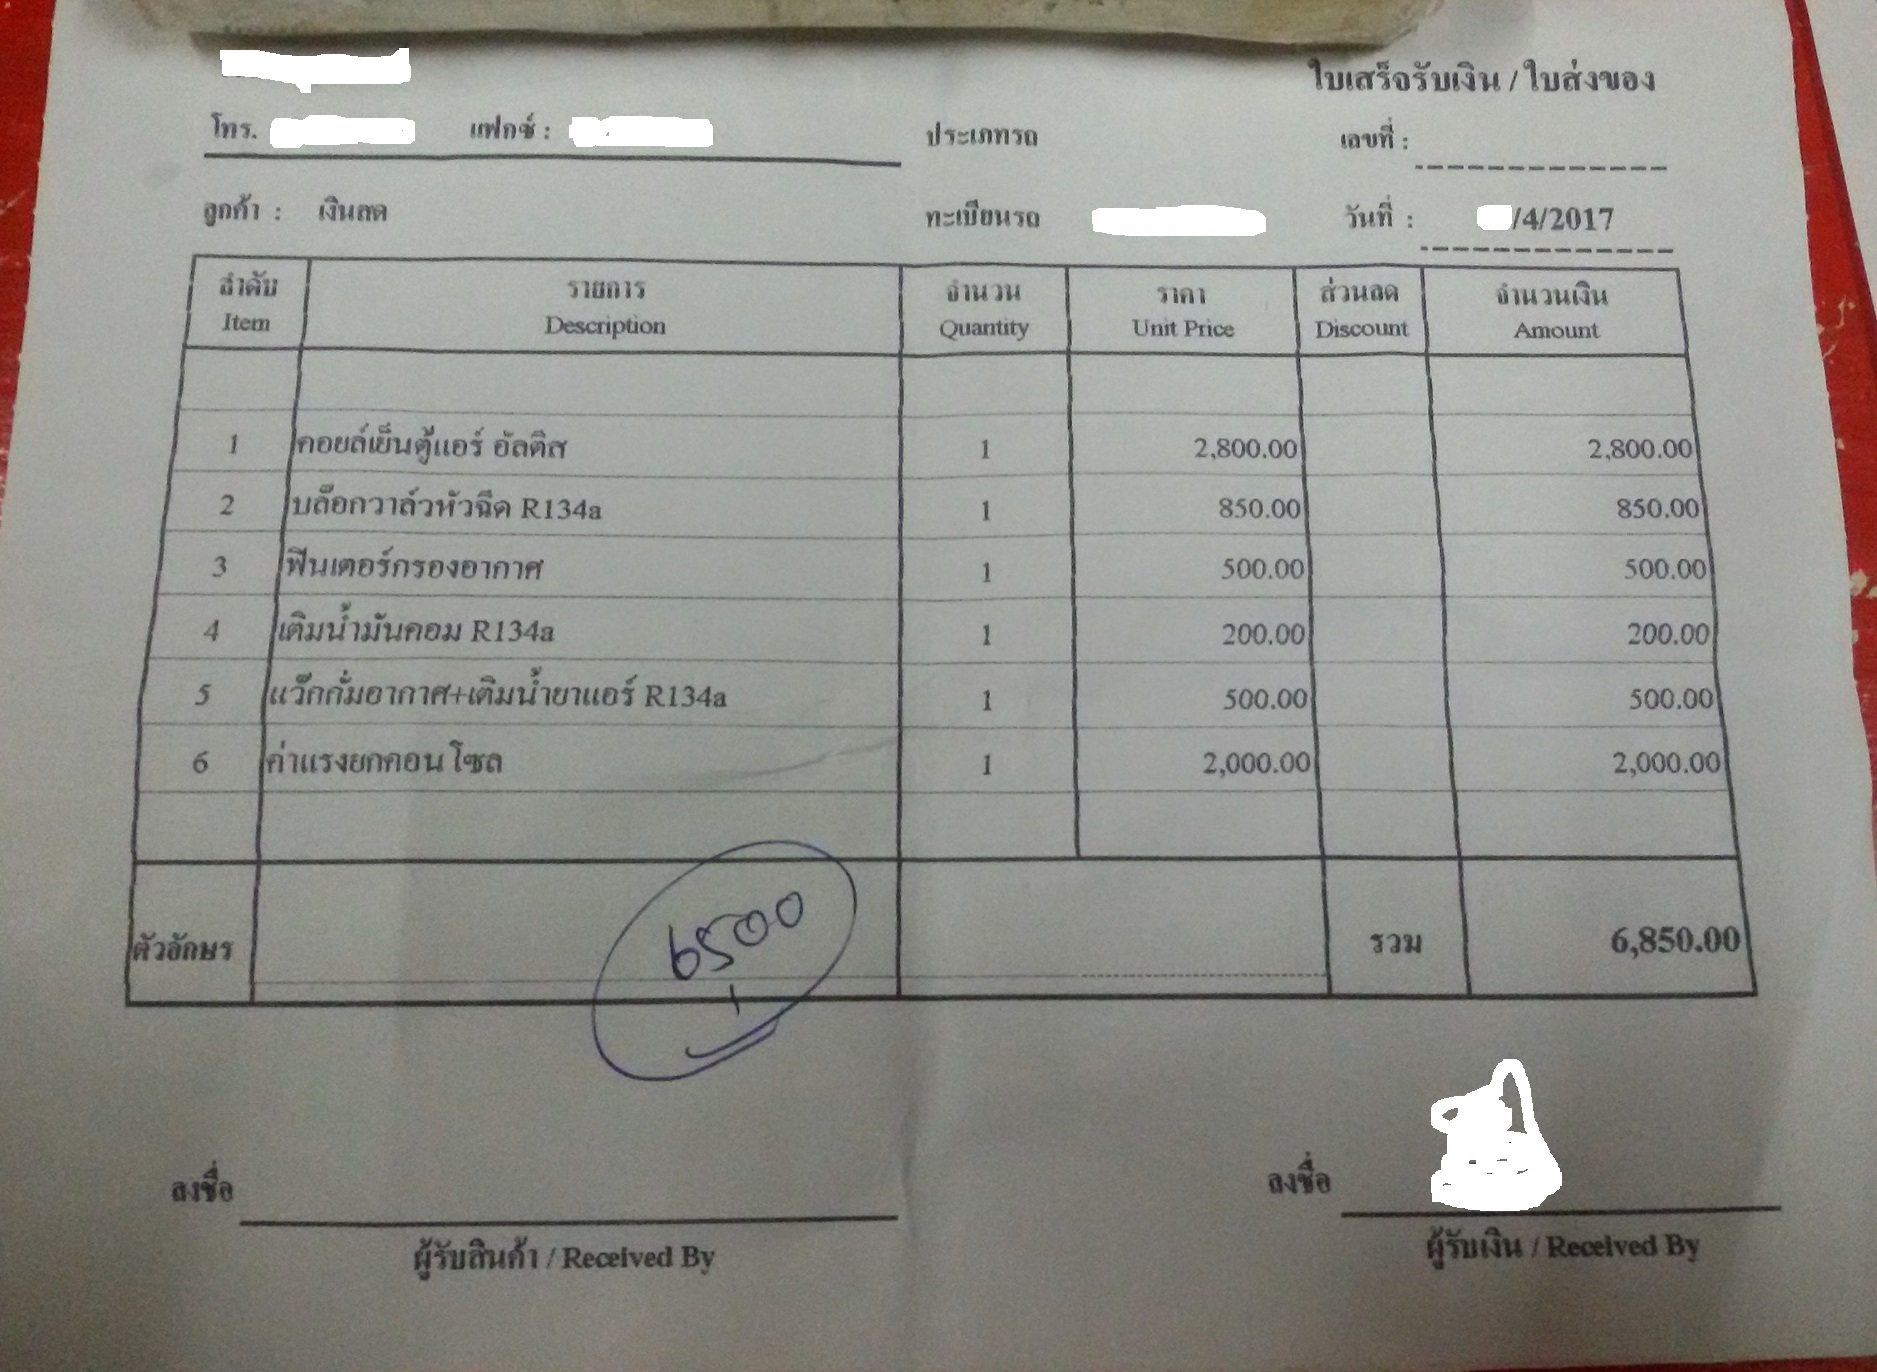 ใบเสร็จรับเงิน / ใบส่งของ
โทร. แฟกซ์ : ประเภทรถ เลขที่ :
ลูกค้า : เงินสด ทะเบียนรถ วันที่ : /4/2017
ลำดับ รายการ จำนวน ราคา ส่วนลด จำนวนเงิน
Item Description Quantity Unit Price Discount Amount
1 คอยล์เย็นตู้แอร์ อัลติส 1 2,800.00 2,800.00
2 บล๊อกวาล์วหัวฉีด R134a 1 850.00 850.00
3 ฟินเตอร์กรองอากาศ 1 500.00 500.00
4 เติมน้ำมันคอม R134a 1 200.00 200.00
5 แว๊กกั่มอากาศ+เติมน้ำยาแอร์ R134a 1 500.00 500.00
6 ค่าแรงยกคอนโซล 1 2,000.00 2,000.00
6500
ตัวอักษร รวม 6,850.00
ลงชื่อ ลงชื่อ
ผู้รับสินค้า / Received By ผู้รับเงิน / Received By